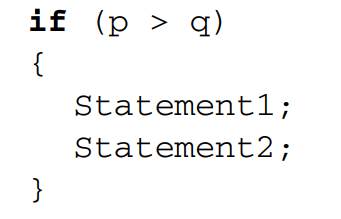 if (p > q)
{
Statement1;
Statement2;
}